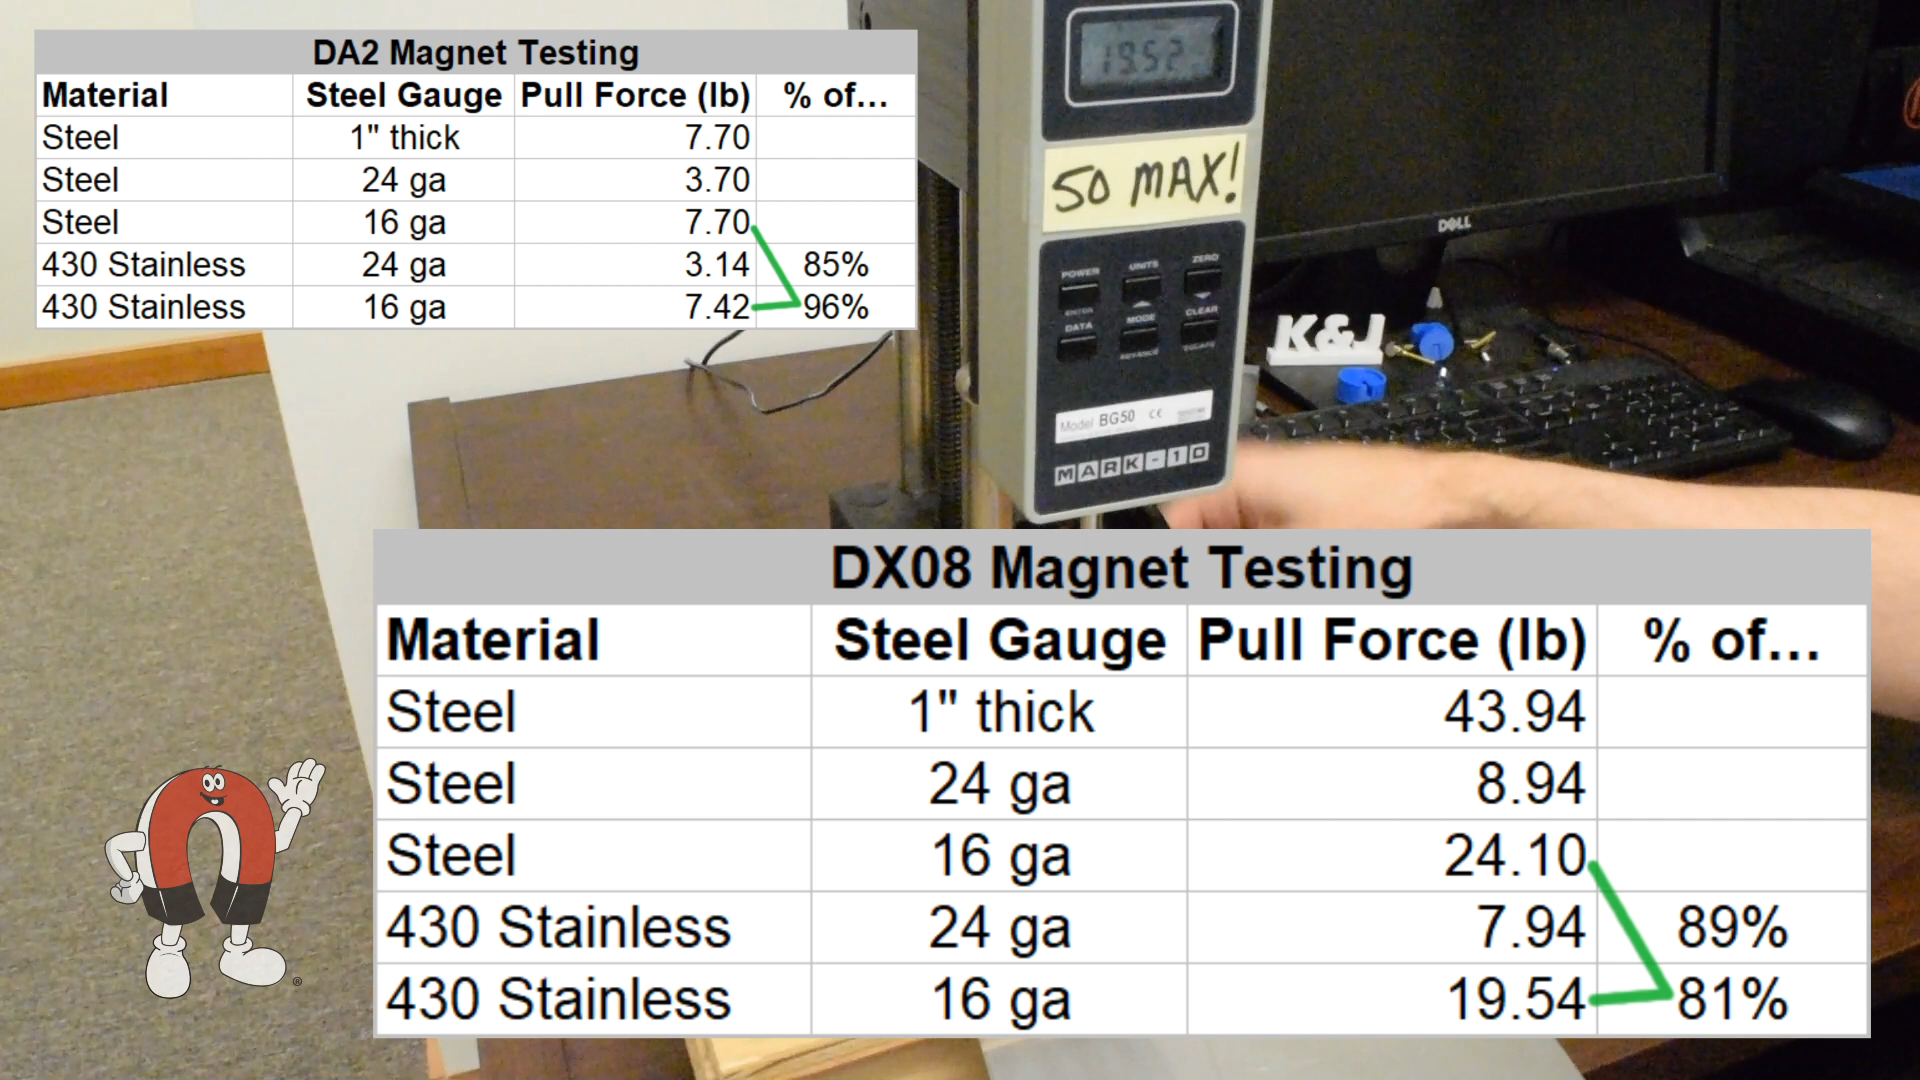 DA2 Magnet Testing
Material Steel Gauge Pull Force (lb) % of...
Steel 1" thick 7.70
Steel 24 ga 3.70
Steel 16 ga 7.70
430 Stainless 24 ga 3.14 85%
430 Stainless 16 ga 7.42 96%
19.52
50 MAX!
DELL
POWER UNITS ZERO
ENTER
DATA MODE CLEAR
ADVANCE ESCAPE
Model BG50 CE
MARK-10
K&J
DX08 Magnet Testing
Material Steel Gauge Pull Force (lb) % of...
Steel 1" thick 43.94
Steel 24 ga 8.94
Steel 16 ga 24.10
430 Stainless 24 ga 7.94 89%
430 Stainless 16 ga 19.54 81%
®